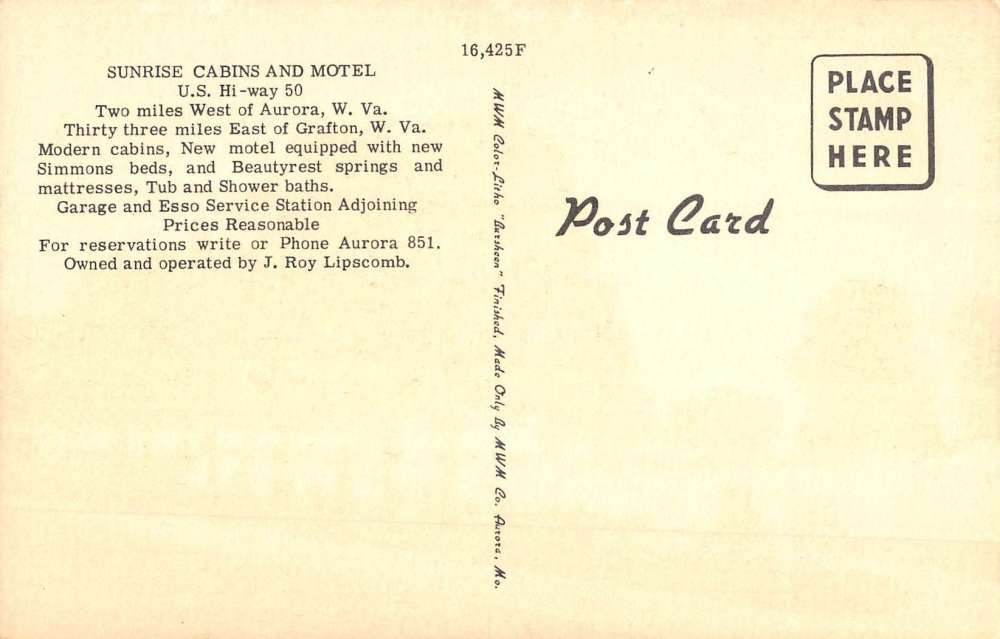 16,425F
SUNRISE CABINS AND MOTEL
U.S. Hi-way 50
Two miles West of Aurora, W. Va.
Thirty three miles East of Grafton, W. Va.
Modern cabins, New motel equipped with new
Simmons beds, and Beautyrest springs and
mattresses, Tub and Shower baths.
Garage and Esso Service Station Adjoining
Prices Reasonable
For reservations write or Phone Aurora 851.
Owned and operated by J. Roy Lipscomb.
MWM Color-Litho "Aursheen" Finished, Made Only By MWM Co. Aurora, Mo.
Post Card
PLACE
STAMP
HERE